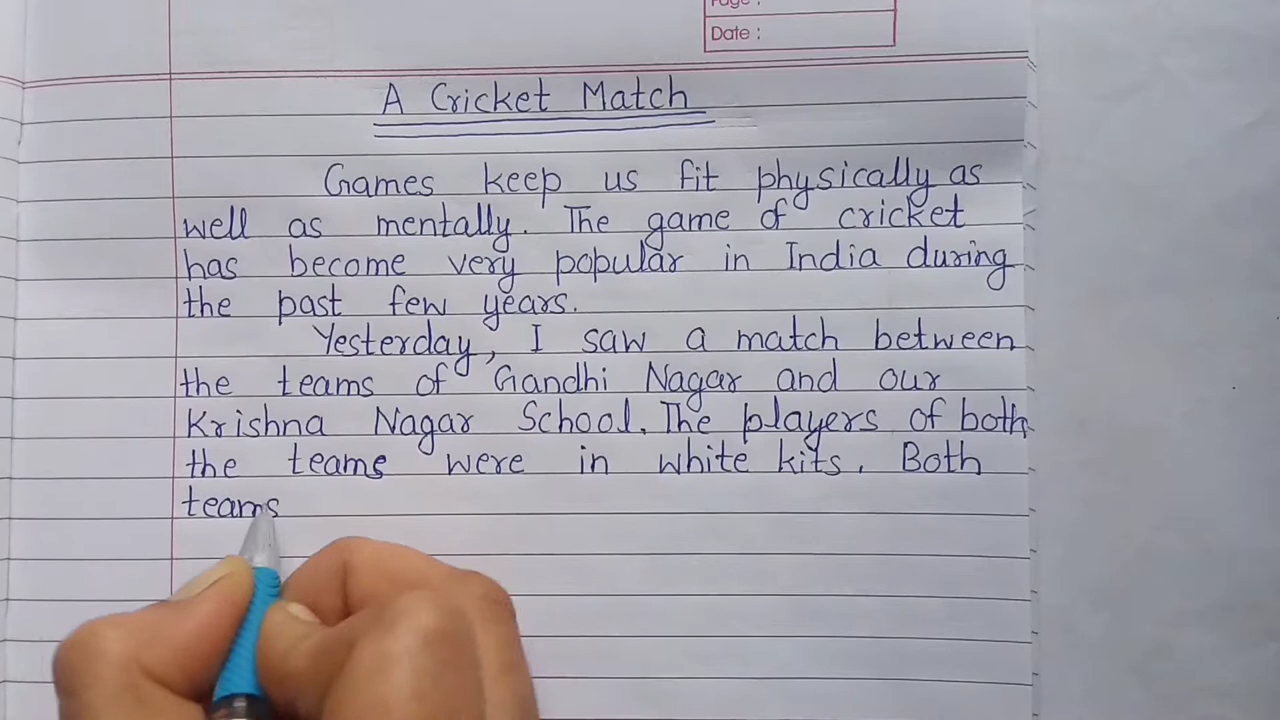 Date :
A Cricket Match
Games keep us fit physically as
well as mentally. The game of cricket
has become very popular in India during
the past few years.
Yesterday, I saw a match between
the teams of Gandhi Nagar and our
Krishna Nagar School. The players of both
the teams were in white kits. Both
teams